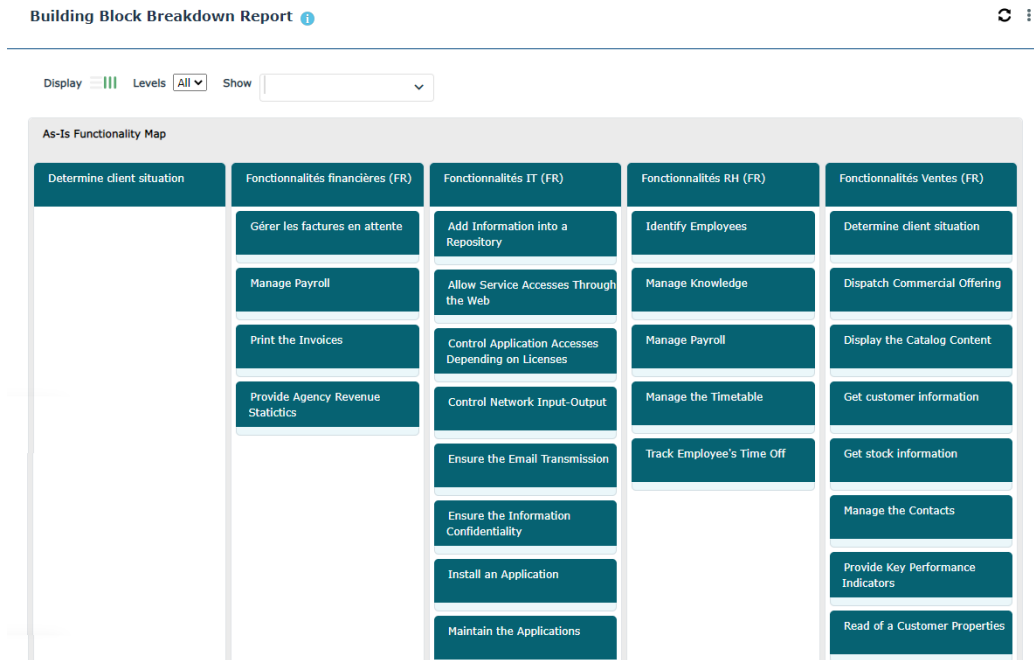 Building Block Breakdown Report i
Display Levels All Show
As-Is Functionality Map
Determine client situation
Fonctionnalités financières (FR)
Gérer les factures en attente
Manage Payroll
Print the Invoices
Provide Agency Revenue
Statictics
Fonctionnalités IT (FR)
Add Information into a
Repository
Allow Service Accesses Through
the Web
Control Application Accesses
Depending on Licenses
Control Network Input-Output
Ensure the Email Transmission
Ensure the Information
Confidentiality
Install an Application
Maintain the Applications
Fonctionnalités RH (FR)
Identify Employees
Manage Knowledge
Manage Payroll
Manage the Timetable
Track Employee's Time Off
Fonctionnalités Ventes (FR)
Determine client situation
Dispatch Commercial Offering
Display the Catalog Content
Get customer information
Get stock information
Manage the Contacts
Provide Key Performance
Indicators
Read of a Customer Properties